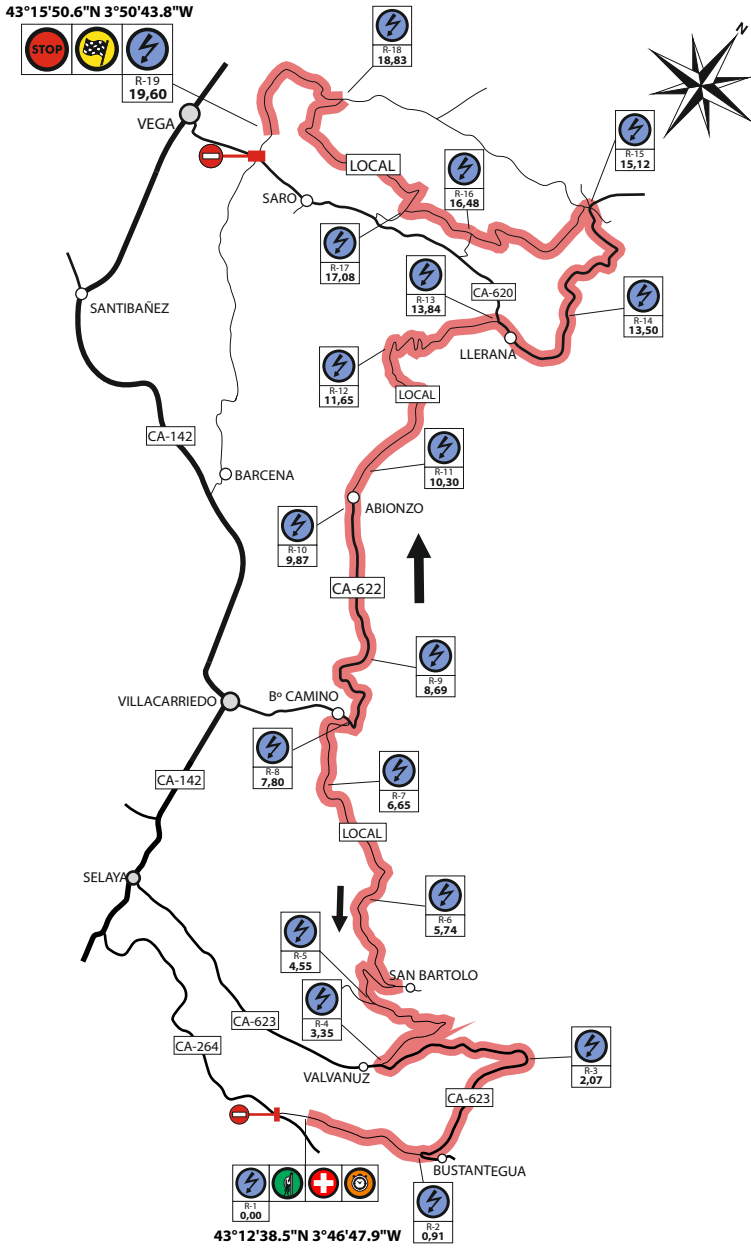 43°15'50.6"N 3°50'43.8"W
STOP
R-19
19,60
R-18
18,83
N
VEGA
R-15
15,12
LOCAL
R-16
16,48
SARO
R-17
17,08
R-13
13,84
CA-620
SANTIBAÑEZ
R-14
13,50
LLERANA
R-12
11,65
LOCAL
CA-142
R-11
10,30
BARCENA
ABIONZO
R-10
9,87
CA-622
R-9
8,69
Bº CAMINO
VILLACARRIEDO
R-8
7,80
CA-142
R-7
6,65
LOCAL
SELAYA
R-6
5,74
R-5
4,55
SAN BARTOLO
R-4
3,35
CA-623
CA-264
VALVANUZ
R-3
2,07
CA-623
BUSTANTEGUA
R-1
0,00
R-2
0,91
43°12'38.5"N 3°46'47.9"W